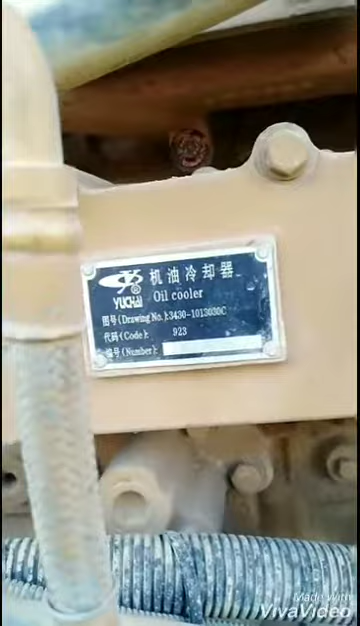 YUCHAI ®
机油冷却器
Oil cooler
图号(Drawing No.):3430-1013030C
代码(Code): 923
编号(Number):
Made With
VivaVideo